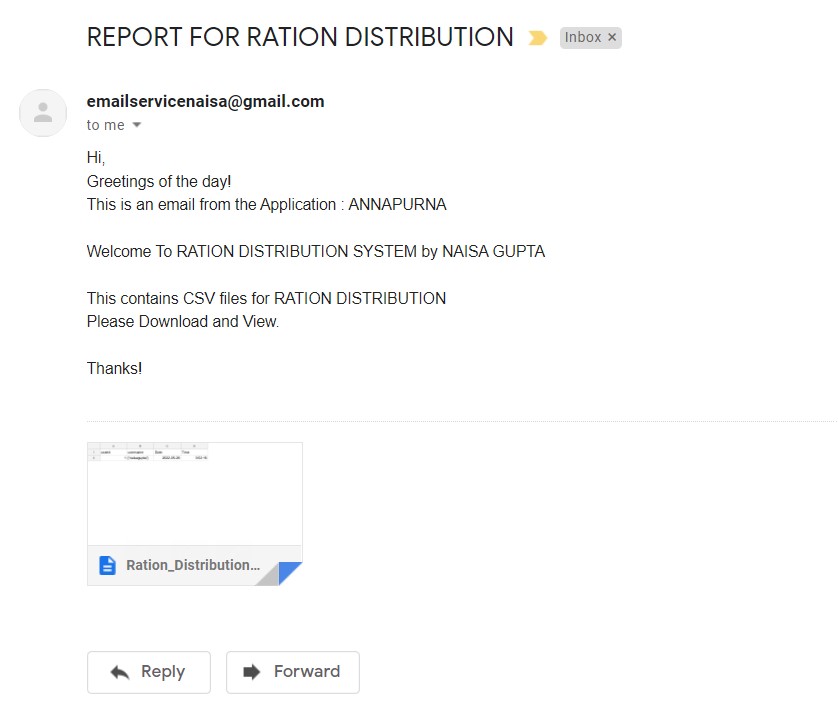 REPORT FOR RATION DISTRIBUTION Inbox ×
emailservicenaisa@gmail.com
to me
Hi,
Greetings of the day!
This is an email from the Application : ANNAPURNA
Welcome To RATION DISTRIBUTION SYSTEM by NAISA GUPTA
This contains CSV files for RATION DISTRIBUTION
Please Download and View.
Thanks!
Date Time
Ration_Distribution...
Reply Forward